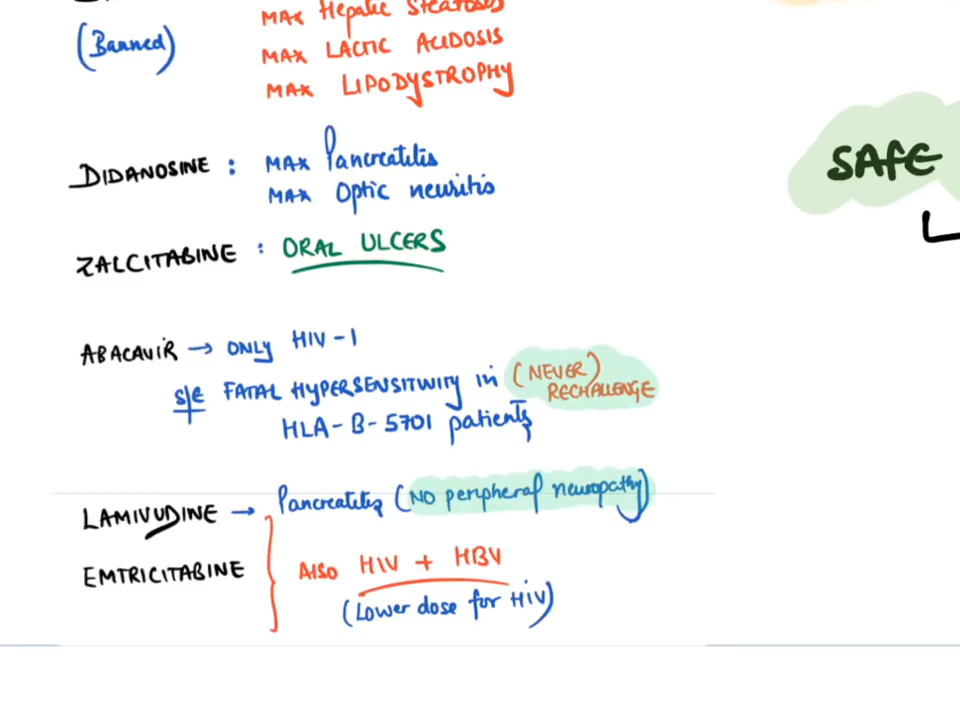 MAX Hepatic Steatosis
(Banned)
MAX LACTIC ACIDOSIS
MAX LIPODYSTROPHY
DIDANOSINE : MAX Pancreatitis
MAX Optic neuritis
SAFE
ZALCITABINE : ORAL ULCERS
ABACAVIR → ONLY HIV-1
S/E FATAL HYPERSENSITIVITY in (NEVER) RECHALLENGE
HLA-B-5701 patients
LAMIVUDINE → Pancreatitis (NO peripheral neuropathy)
EMTRICITABINE
Also HIV + HBV
(Lower dose for HIV)